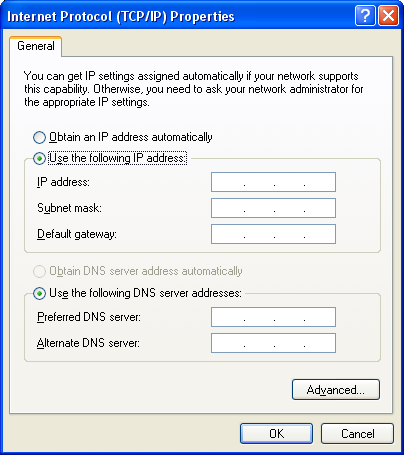 Internet Protocol (TCP/IP) Properties
General
You can get IP settings assigned automatically if your network supports
this capability. Otherwise, you need to ask your network administrator for
the appropriate IP settings.
Obtain an IP address automatically
Use the following IP address:
IP address:
Subnet mask:
Default gateway:
Obtain DNS server address automatically
Use the following DNS server addresses:
Preferred DNS server:
Alternate DNS server:
Advanced...
OK
Cancel